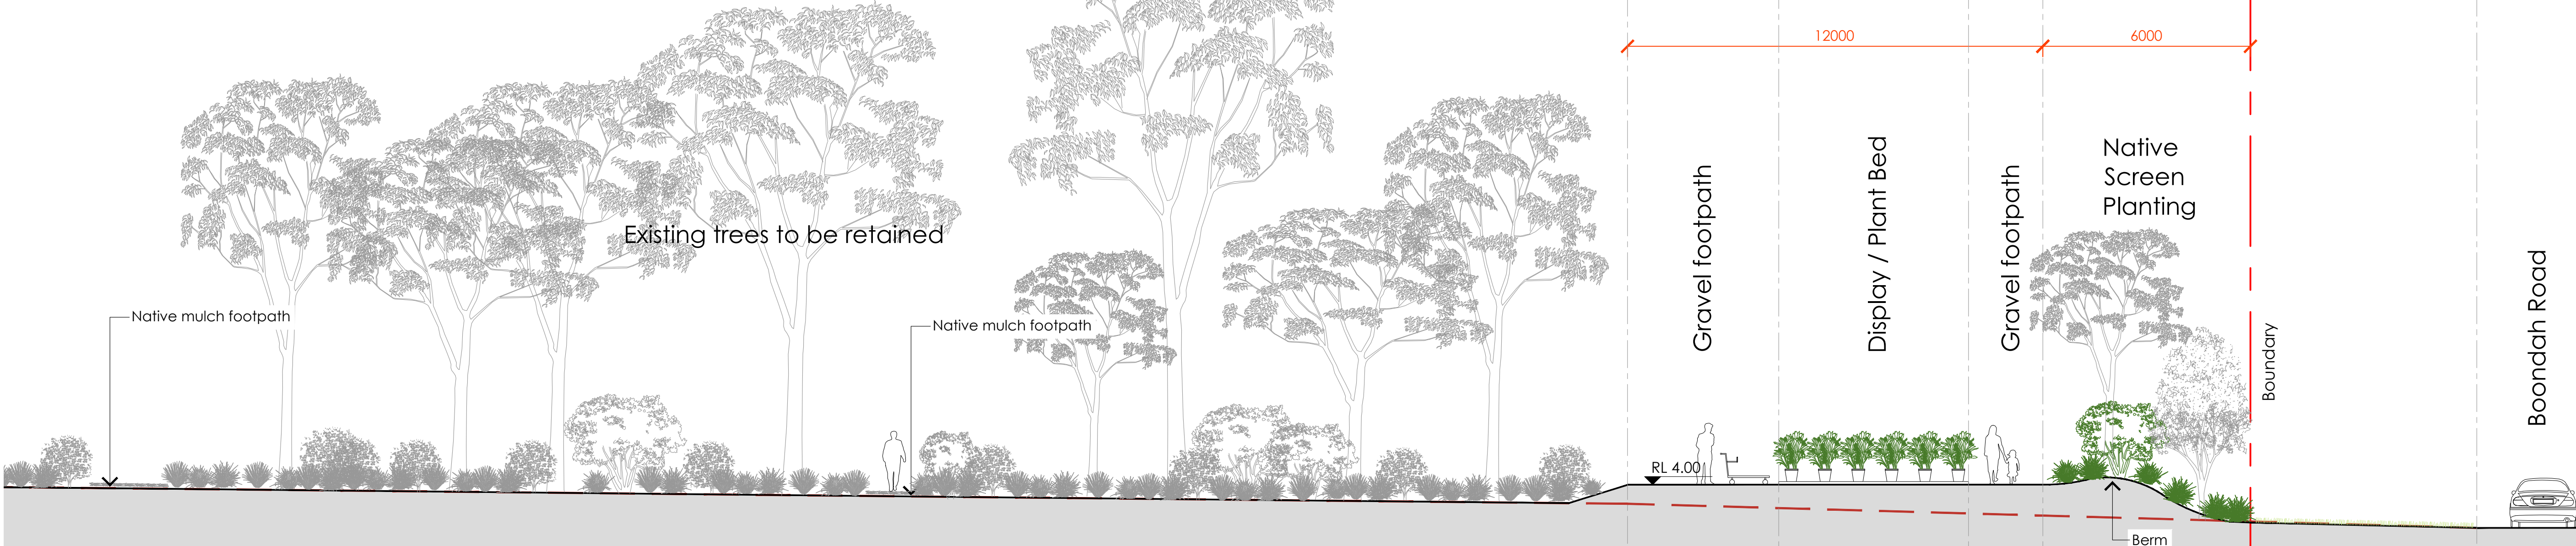 12000
6000
Native
Screen
Planting
Gravel footpath
Display / Plant Bed
Gravel footpath
Existing trees to be retained
Native mulch footpath
Native mulch footpath
Boundary
Boondah Road
RL 4.00
Berm